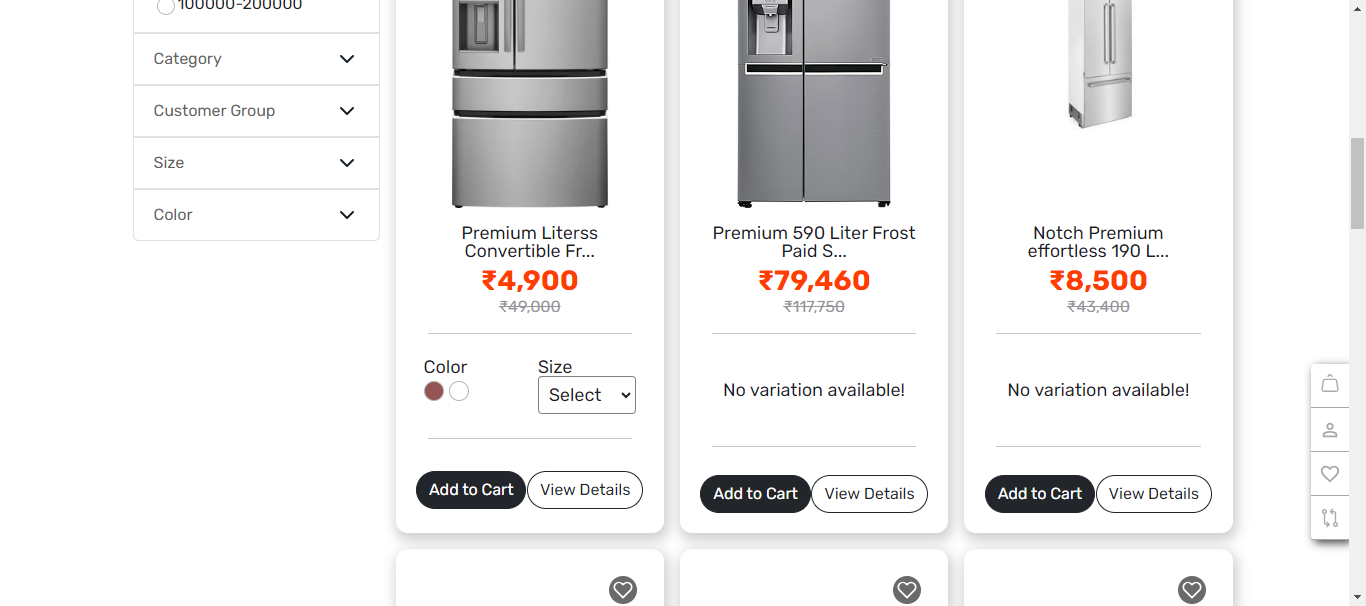 100000-200000
Category
Customer Group
Size
Color
Premium Literss
Convertible Fr...
₹4,900
₹49,000
Color
Size
Select
Add to Cart
View Details
Premium 590 Liter Frost
Paid S...
₹79,460
₹117,750
No variation available!
Add to Cart
View Details
Notch Premium
effortless 190 L...
₹8,500
₹43,400
No variation available!
Add to Cart
View Details